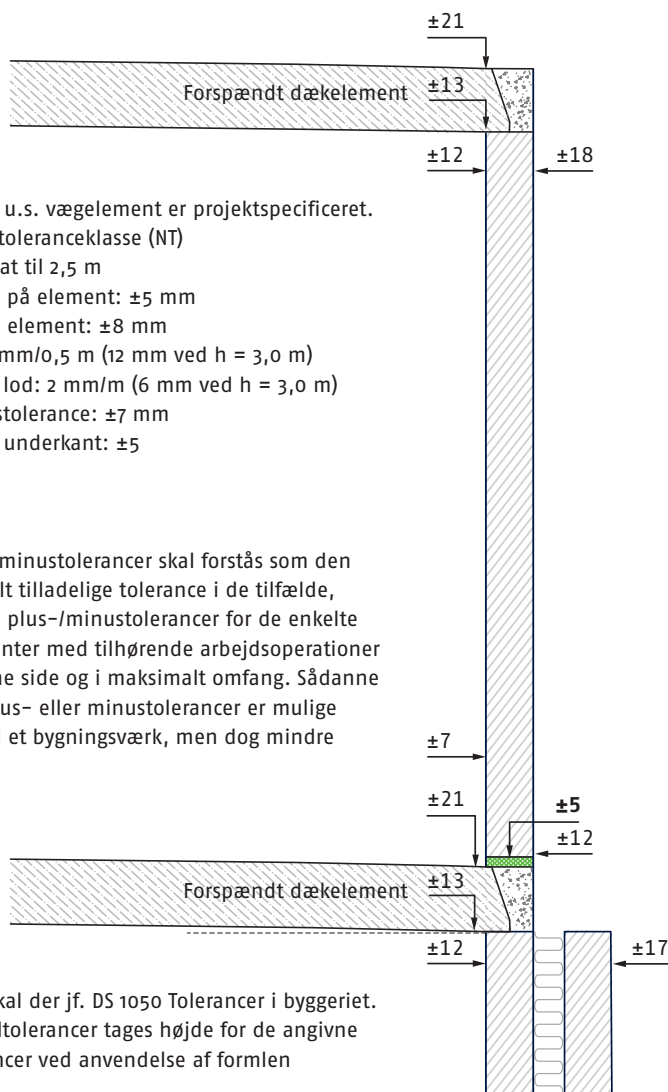 ±21
Forspændt dækelement
±13
±12
±18
u.s. vægelement er projektspecificeret.
toleranceklasse (NT)
at til 2,5 m
på element: ±5 mm
element: ±8 mm
mm/0,5 m (12 mm ved h = 3,0 m)
lod: 2 mm/m (6 mm ved h = 3,0 m)
stolerance: ±7 mm
underkant: ±5
minustolerancer skal forstås som den
lt tilladelige tolerance i de tilfælde,
plus-/minustolerancer for de enkelte
nter med tilhørende arbejdsoperationer
ne side og i maksimalt omfang. Sådanne
us- eller minustolerancer er mulige
i et bygningsværk, men dog mindre
±7
±21
±5
±12
Forspændt dækelement
±13
±12
±17
kal der jf. DS 1050 Tolerancer i byggeriet.
ltolerancer tages højde for de angivne
ncer ved anvendelse af formlen